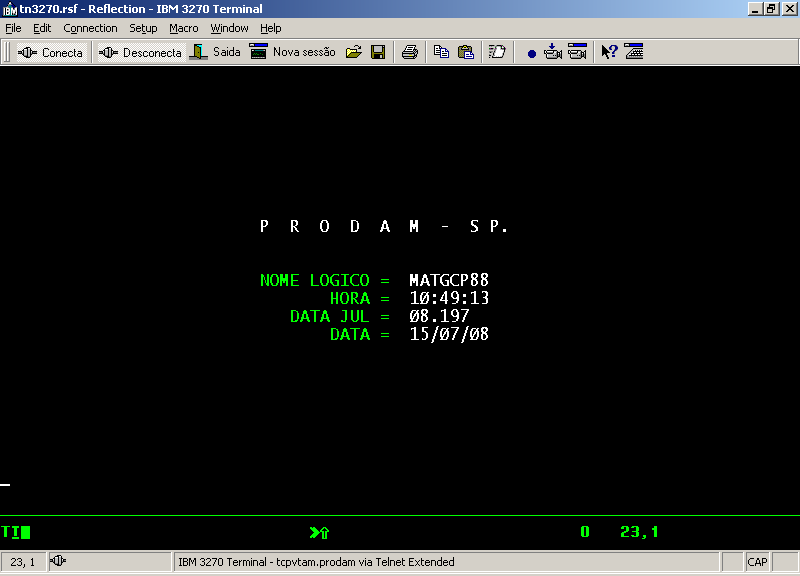 tn3270.rsf - Reflection - IBM 3270 Terminal
File Edit Connection Setup Macro Window Help
Conecta Desconecta Saida Nova sessão
P R O D A M - S P.
NOME LOGICO = MATGCP88
HORA = 10:49:13
DATA JUL = 08.197
DATA = 15/07/08
0 23,1
23, 1 IBM 3270 Terminal - tcpvtam.prodam via Telnet Extended CAP